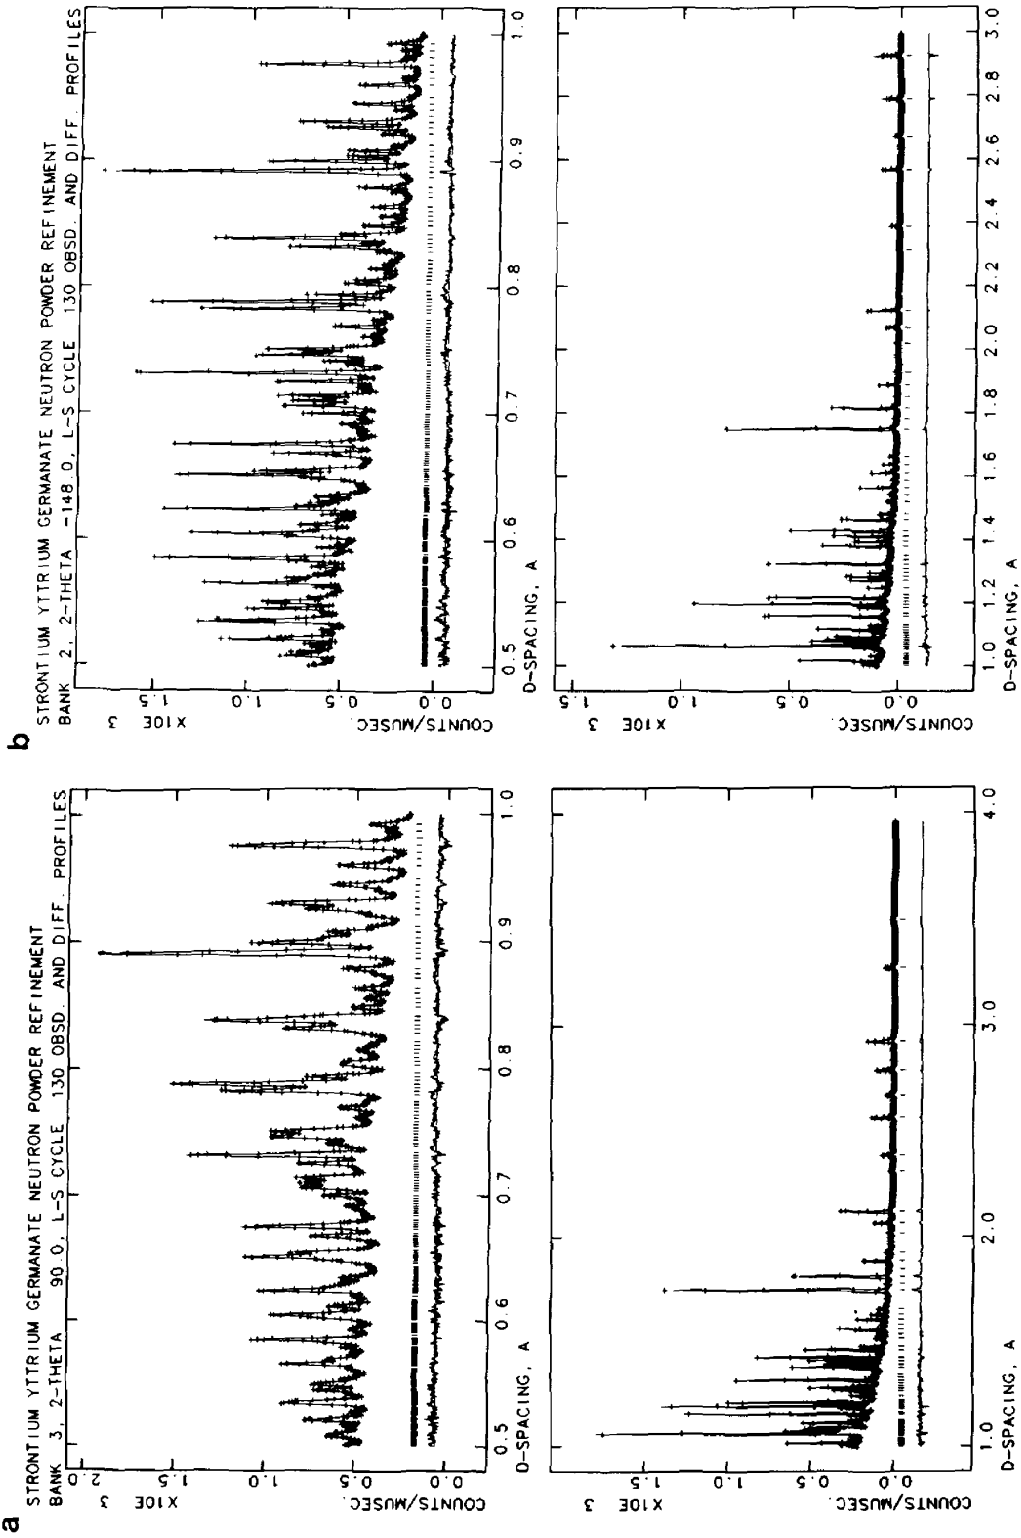 b
STRONTIUM YTTRIUM GERMANATE NEUTRON POWDER REFINEMENT
BANK 2, 2-THETA -148.0, L-S CYCLE 130 OBSD. AND DIFF. PROFILES
X10E 3
COUNTS/MUSEC.
1.5
1.0
0.5
0.0
0.5 0.6 0.7 0.8 0.9 1.0
D-SPACING, A
X10E 3
COUNTS/MUSEC.
1.5
1.0
0.5
0.0
1.0 1.2 1.4 1.6 1.8 2.0 2.2 2.4 2.6 2.8 3.0
D-SPACING, A
a
STRONTIUM YTTRIUM GERMANATE NEUTRON POWDER REFINEMENT
BANK 3, 2-THETA 90.0, L-S CYCLE 130 OBSD. AND DIFF. PROFILES
X10E 3
COUNTS/MUSEC.
2.0
1.5
1.0
0.5
0.0
0.5 0.6 0.7 0.8 0.9 1.0
D-SPACING, A
X10E 3
COUNTS/MUSEC.
1.5
1.0
0.5
0.0
1.0 2.0 3.0 4.0
D-SPACING, A